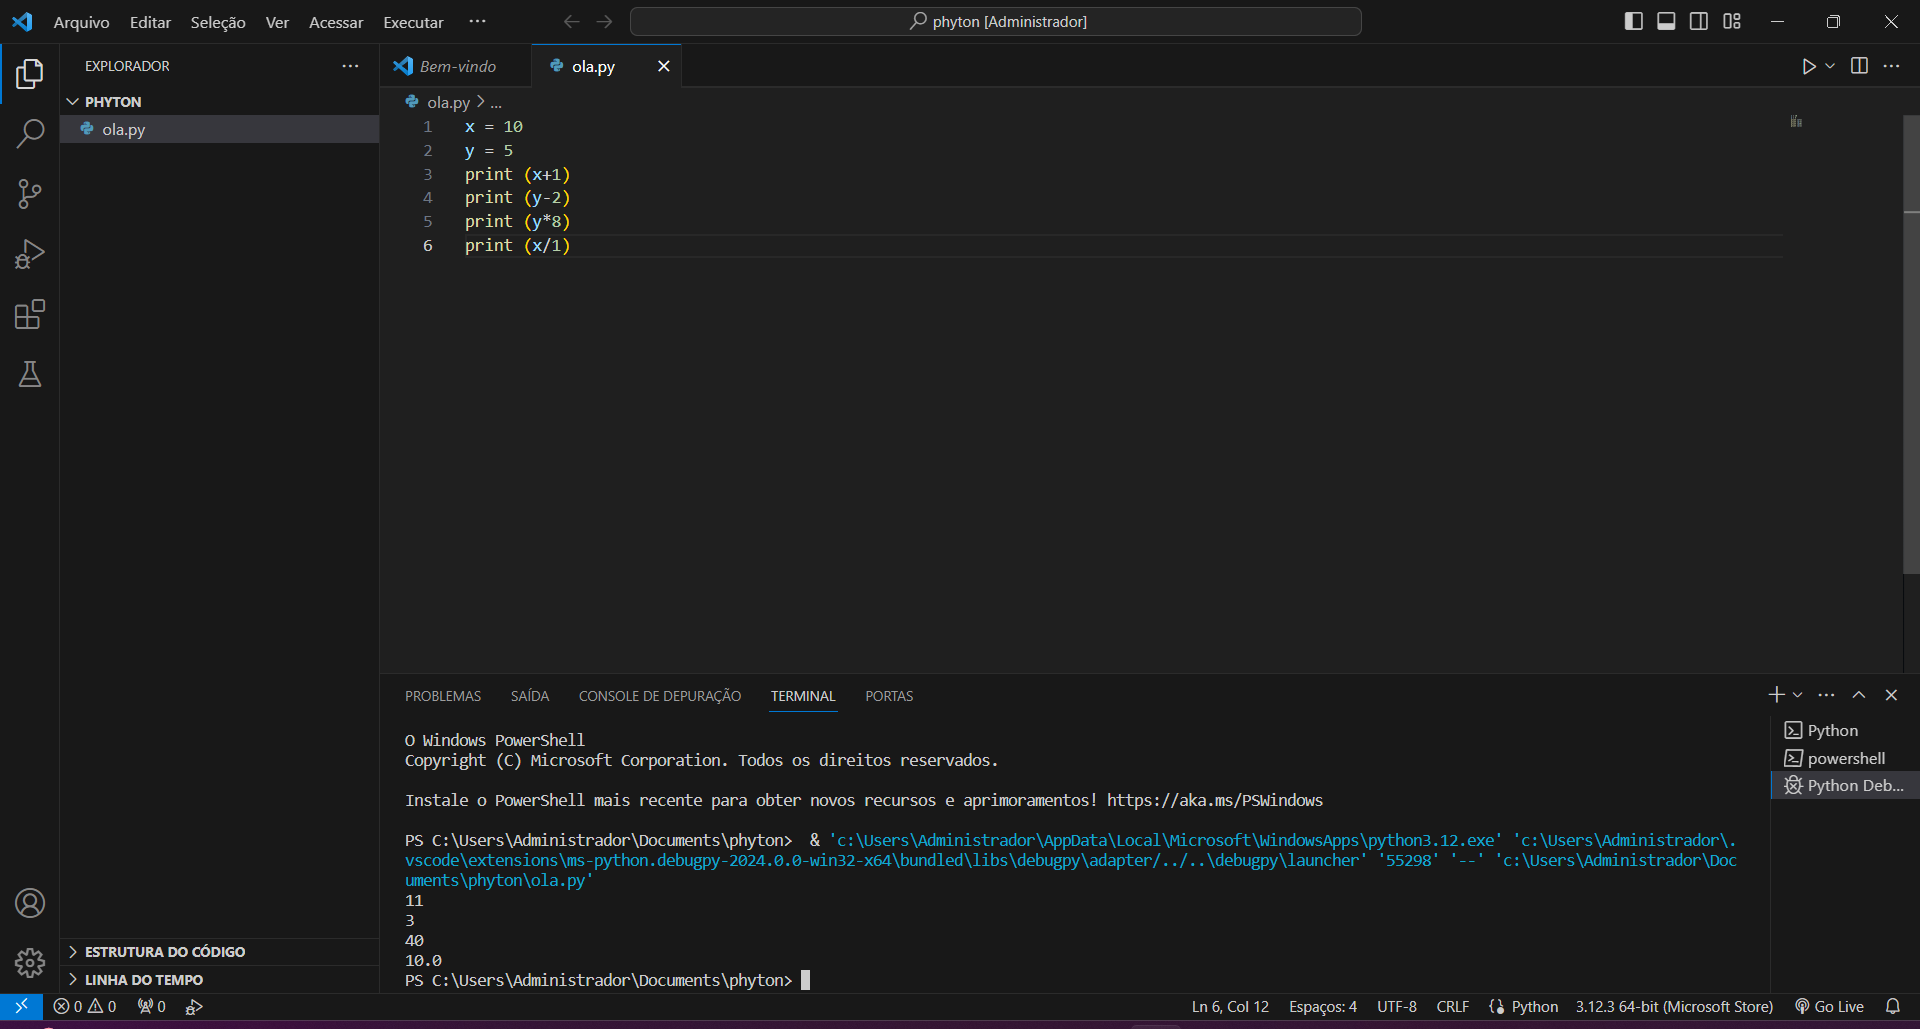 Arquivo Editar Seleção Ver Acessar Executar ··· phyton [Administrador]
EXPLORADOR ···
PHYTON
ola.py
ESTRUTURA DO CÓDIGO
LINHA DO TEMPO
Bem-vindo ola.py
ola.py > ...
1 x = 10
2 y = 5
3 print (x+1)
4 print (y-2)
5 print (y*8)
6 print (x/1)
PROBLEMAS SAÍDA CONSOLE DE DEPURAÇÃO TERMINAL PORTAS
O Windows PowerShell
Copyright (C) Microsoft Corporation. Todos os direitos reservados.
Instale o PowerShell mais recente para obter novos recursos e aprimoramentos! https://aka.ms/PSWindows
PS C:\Users\Administrador\Documents\phyton>  & 'c:\Users\Administrador\AppData\Local\Microsoft\WindowsApps\python3.12.exe' 'c:\Users\Administrador\.
vscode\extensions\ms-python.debugpy-2024.0.0-win32-x64\bundled\libs\debugpy\adapter/../..\debugpy\launcher' '55298' '--' 'c:\Users\Administrador\Doc
uments\phyton\ola.py'
11
3
40
10.0
PS C:\Users\Administrador\Documents\phyton>
Python
powershell
Python Deb...
0 0 0 Ln 6, Col 12 Espaços: 4 UTF-8 CRLF Python 3.12.3 64-bit (Microsoft Store) Go Live